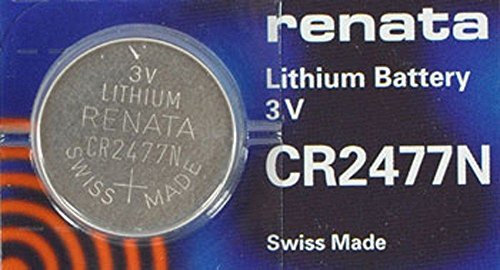 3V
LITHIUM
RENATA
CR2477N
SWISS + MADE
renata
Lithium Battery
3V
CR2477N
Swiss Made